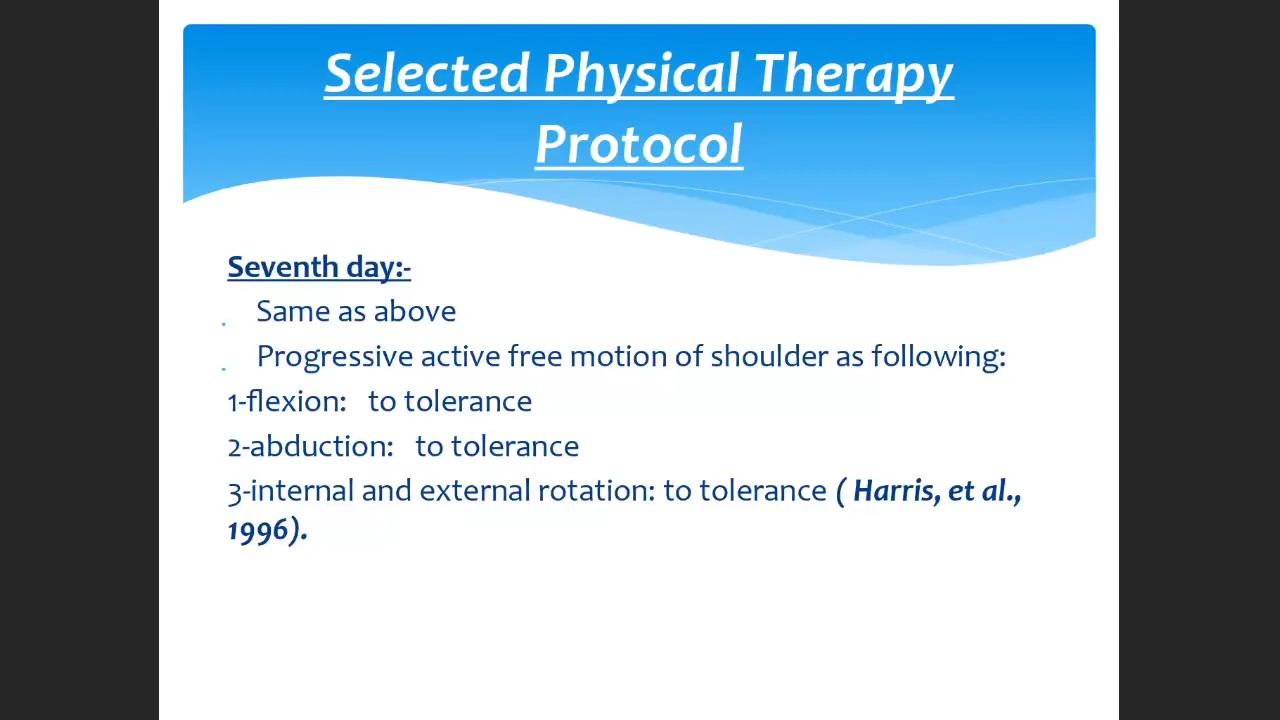 Selected Physical Therapy
Protocol
Seventh day:-
. Same as above
. Progressive active free motion of shoulder as following:
1-flexion: to tolerance
2-abduction: to tolerance
3-internal and external rotation: to tolerance ( Harris, et al.,
1996).